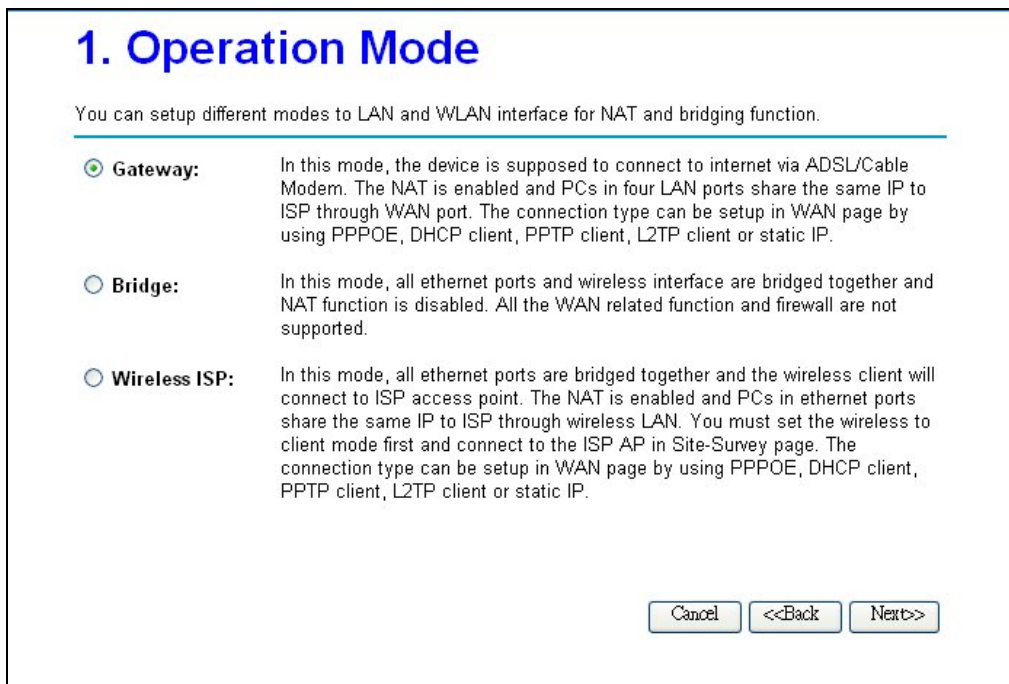 1. Operation Mode
You can setup different modes to LAN and WLAN interface for NAT and bridging function.
Gateway:
In this mode, the device is supposed to connect to internet via ADSL/Cable
Modem. The NAT is enabled and PCs in four LAN ports share the same IP to
ISP through WAN port. The connection type can be setup in WAN page by
using PPPOE, DHCP client, PPTP client, L2TP client or static IP.
Bridge:
In this mode, all ethernet ports and wireless interface are bridged together and
NAT function is disabled. All the WAN related function and firewall are not
supported.
Wireless ISP:
In this mode, all ethernet ports are bridged together and the wireless client will
connect to ISP access point. The NAT is enabled and PCs in ethernet ports
share the same IP to ISP through wireless LAN. You must set the wireless to
client mode first and connect to the ISP AP in Site-Survey page. The
connection type can be setup in WAN page by using PPPOE, DHCP client,
PPTP client, L2TP client or static IP.
Cancel <<Back Next>>